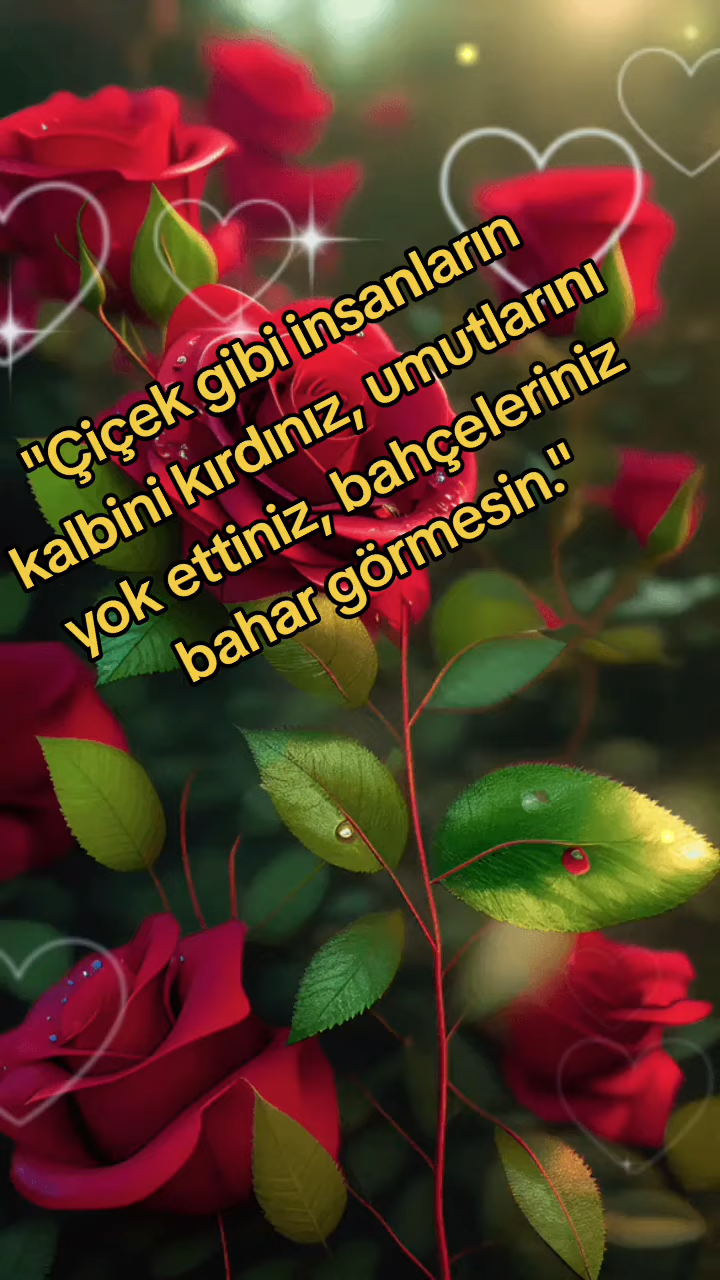 "Çiçek gibi insanların
kalbini kırdınız, umutlarını
yok ettiniz, bahçeleriniz
bahar görmesin."